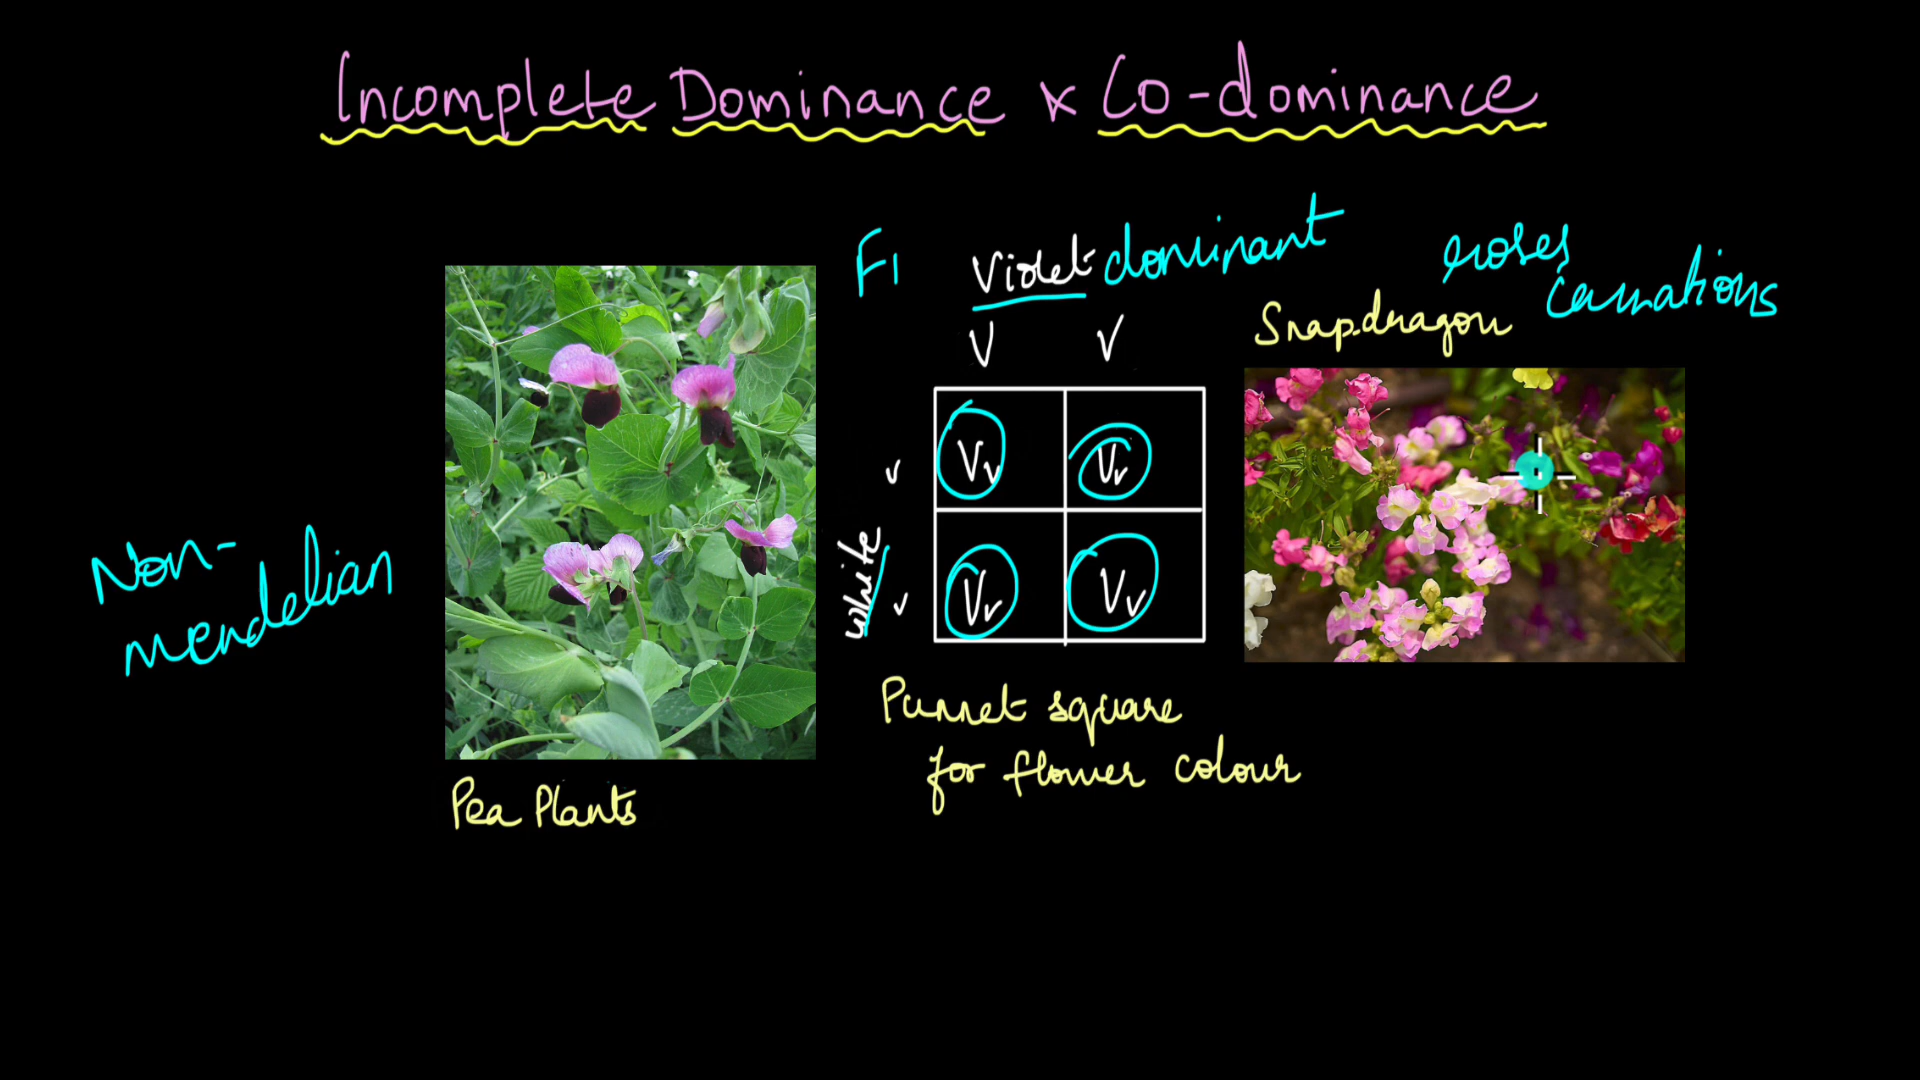 Incomplete Dominance & Co-dominance
F1 Violet dominant
roses
carnations
Snapdragon
V V
v Vv Vv
White
v Vv Vv
Non-
mendelian
Punnet square
for flower colour
Pea Plants